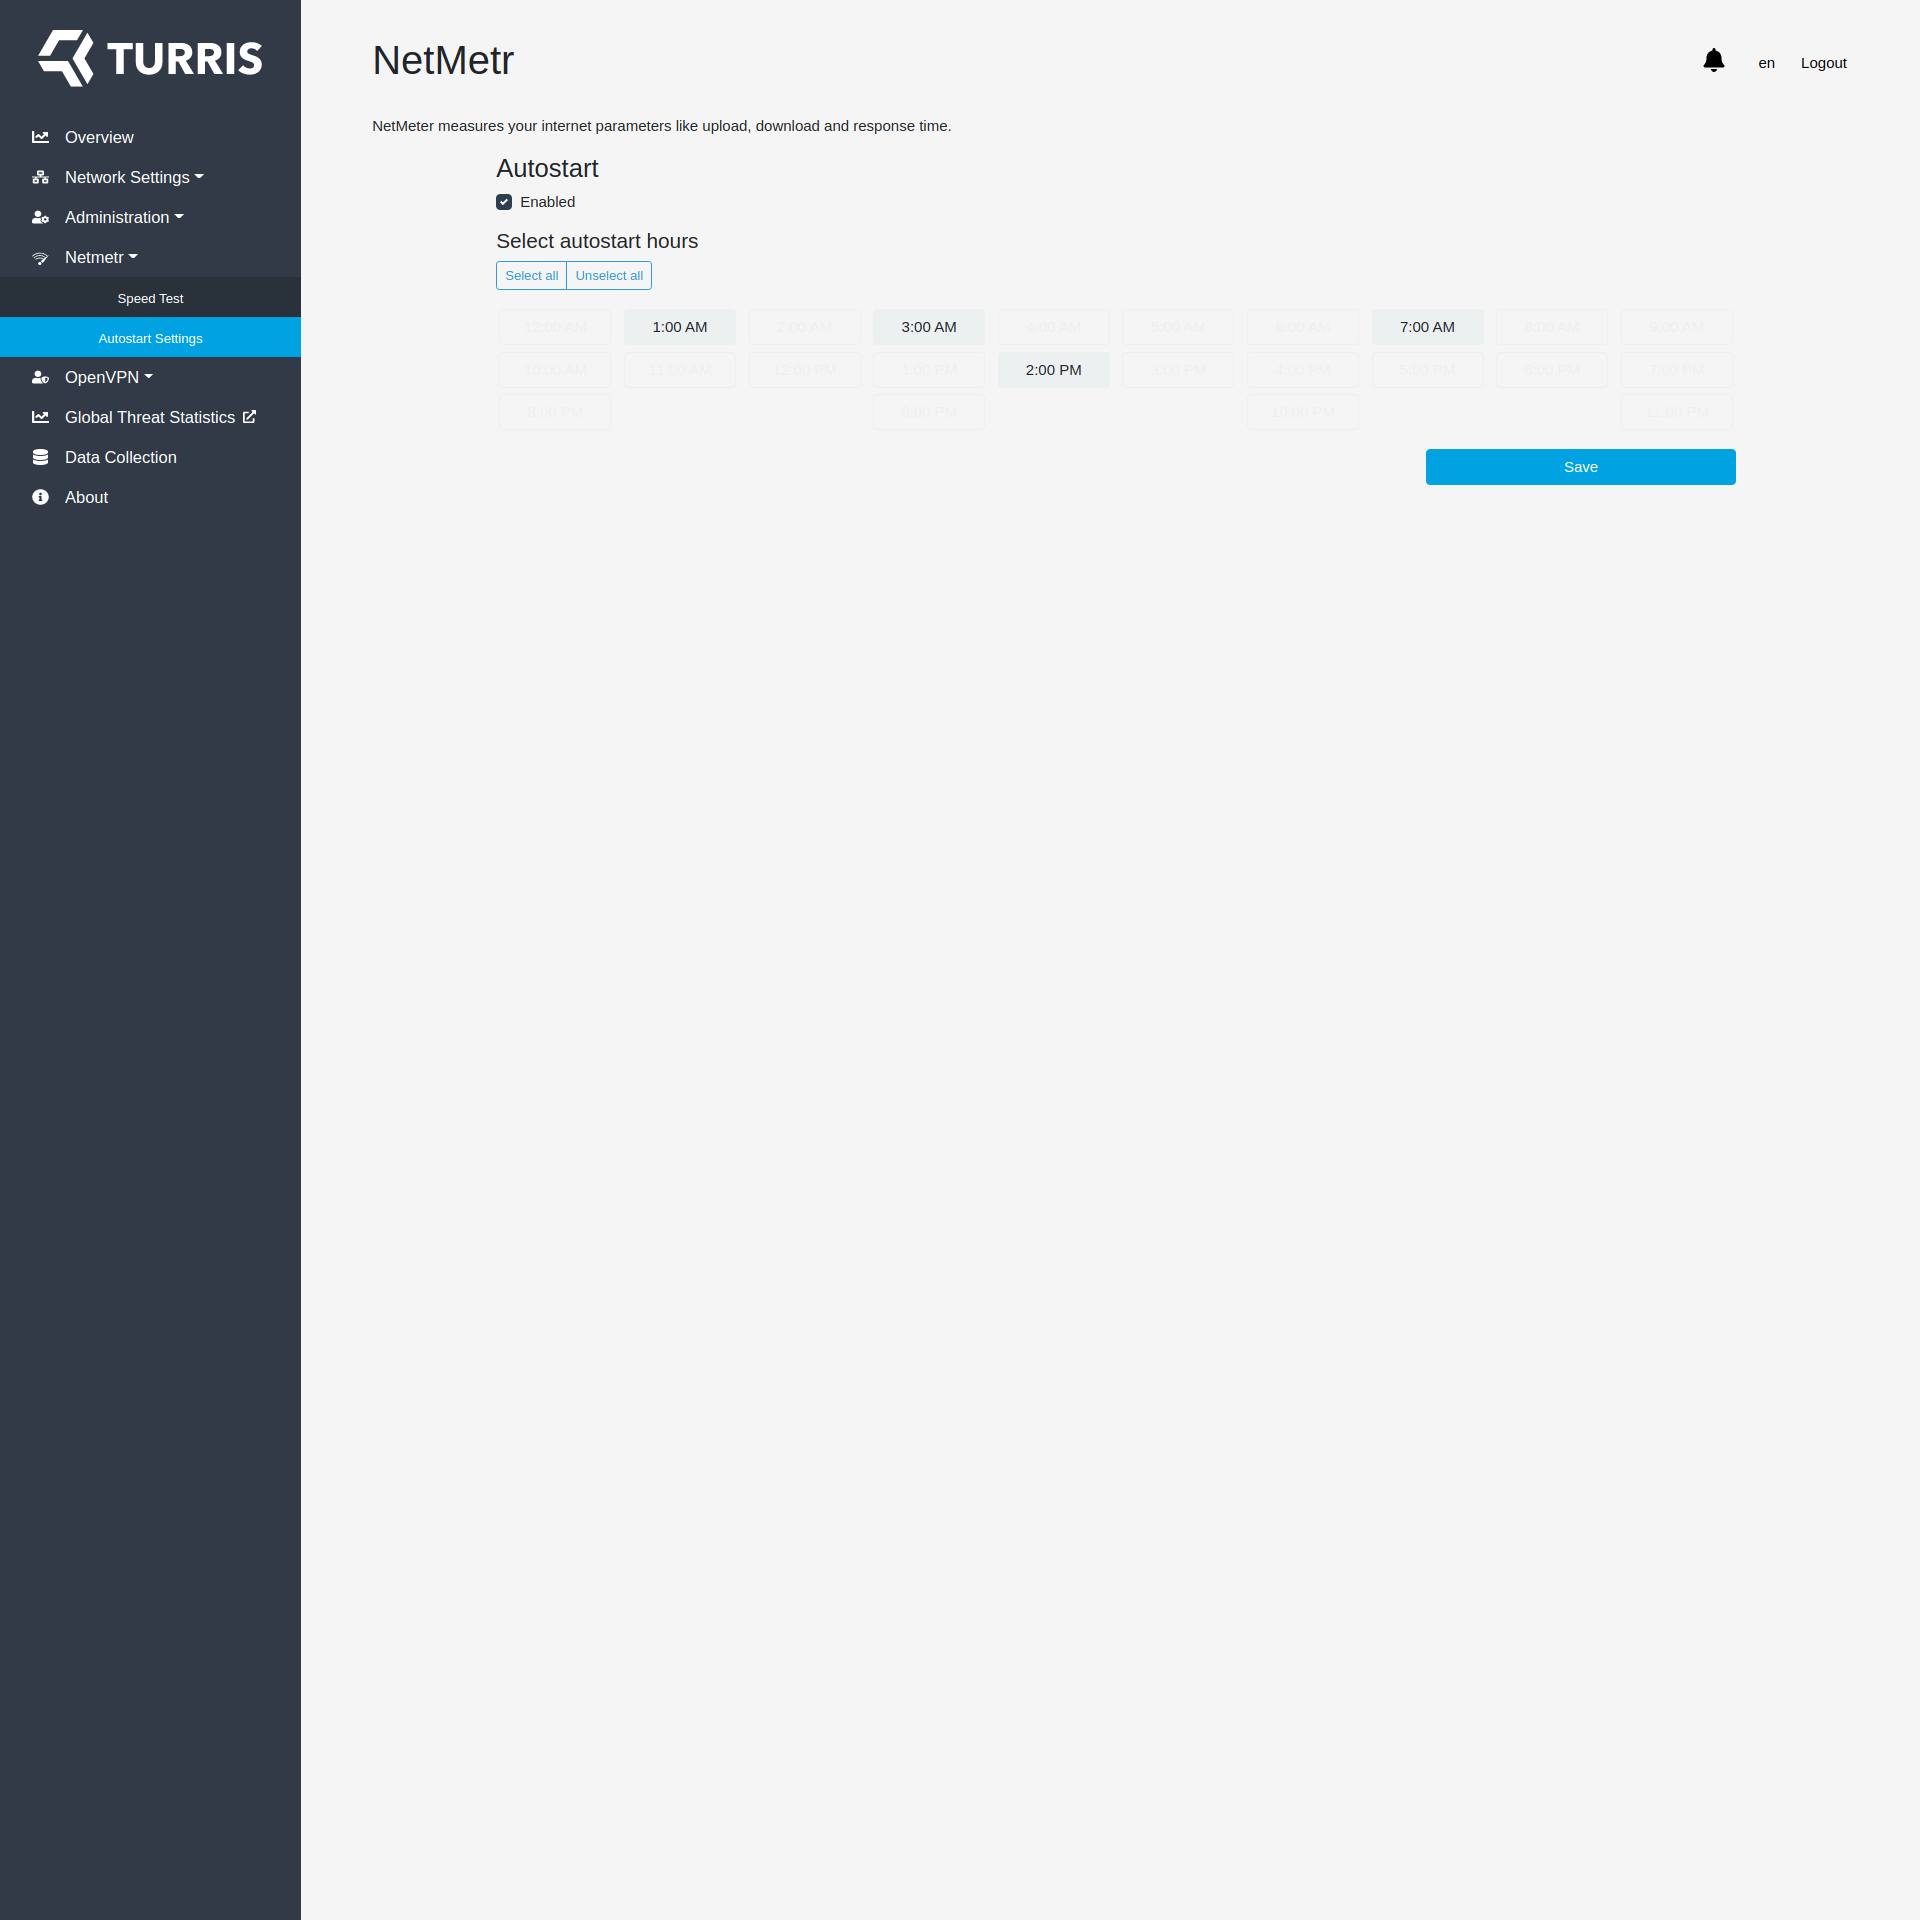 TURRIS
Overview
Network Settings
Administration
Netmetr
Speed Test
Autostart Settings
OpenVPN
Global Threat Statistics
Data Collection
About
NetMetr
en Logout
NetMeter measures your internet parameters like upload, download and response time.
Autostart
Enabled
Select autostart hours
Select all Unselect all
12:00 AM 1:00 AM 2:00 AM 3:00 AM 4:00 AM 5:00 AM 6:00 AM 7:00 AM 8:00 AM 9:00 AM
10:00 AM 11:00 AM 12:00 PM 1:00 PM 2:00 PM 3:00 PM 4:00 PM 5:00 PM 6:00 PM 7:00 PM
8:00 PM 9:00 PM 10:00 PM 11:00 PM
Save